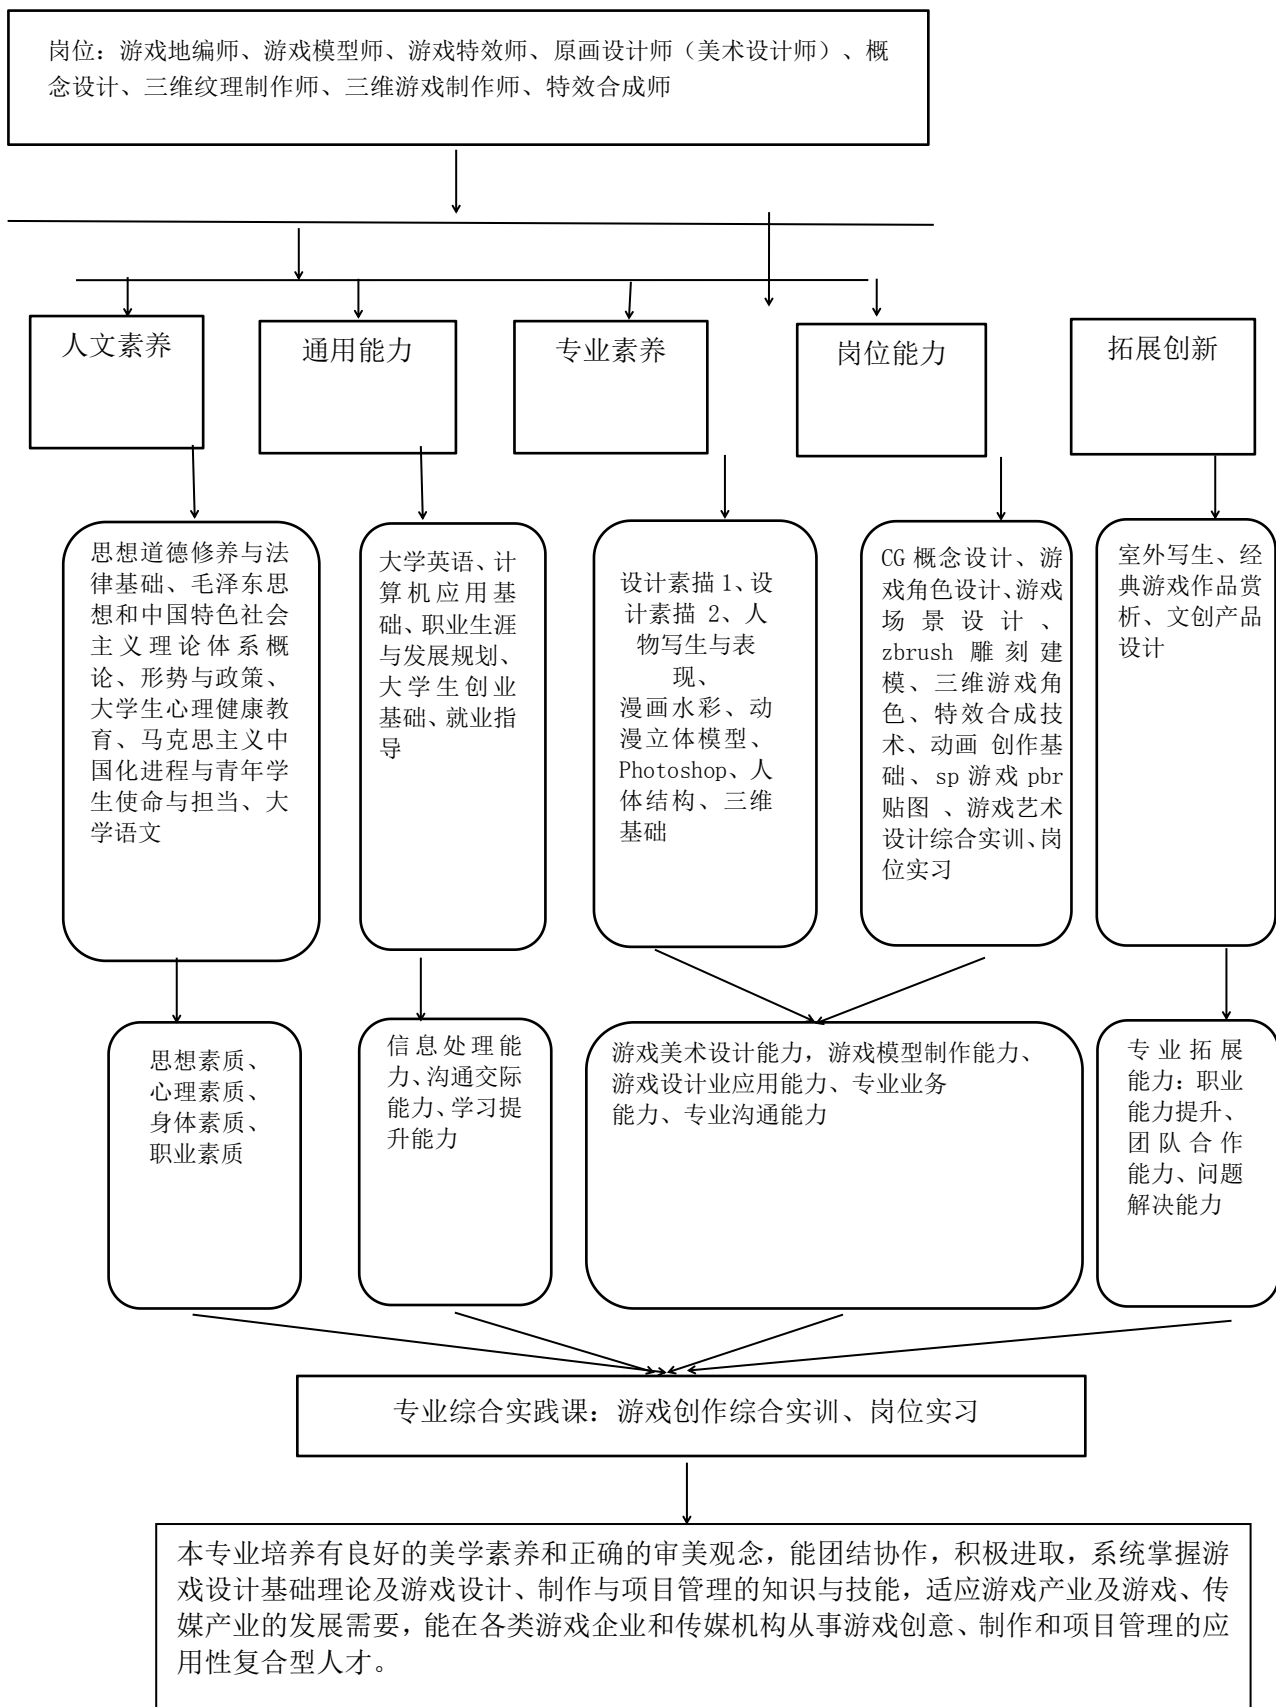 岗位：游戏地编师、游戏模型师、游戏特效师、原画设计师（美术设计师）、概
念设计、三维纹理制作师、三维游戏制作师、特效合成师
人文素养
通用能力
专业素养
岗位能力
拓展创新
思想道德修养与法
律基础、毛泽东思
想和中国特色社会
主义理论体系概
论、形势与政策、
大学生心理健康教
育、马克思主义中
国化进程与青年学
生使命与担当、大
学语文
大学英语、计
算机应用基
础、职业生涯
与发展规划、
大学生创业
基础、就业指
导
设计素描 1、设
计素描 2、人
物写生与表
现、
漫画水彩、动
漫立体模型、
Photoshop、人
体结构、三维
基础
CG 概念设计、游
戏角色设计、游戏
场景设计、
zbrush 雕刻建
模、三维游戏角
色、特效合成技
术、动画 创作基
础、sp 游戏 pbr
贴图 、游戏艺术
设计综合实训、岗
位实习
室外写生、经
典游戏作品赏
析、文创产品
设计
思想素质、
心理素质、
身体素质、
职业素质
信息处理能
力、沟通交际
能力、学习提
升能力
游戏美术设计能力，游戏模型制作能力、
游戏设计业应用能力、专业业务
能力、专业沟通能力
专业拓展
能力：职业
能力提升、
团队合作
能力、问题
解决能力
专业综合实践课：游戏创作综合实训、岗位实习
本专业培养有良好的美学素养和正确的审美观念，能团结协作，积极进取，系统掌握游
戏设计基础理论及游戏设计、制作与项目管理的知识与技能，适应游戏产业及游戏、传
媒产业的发展需要，能在各类游戏企业和传媒机构从事游戏创意、制作和项目管理的应
用性复合型人才。